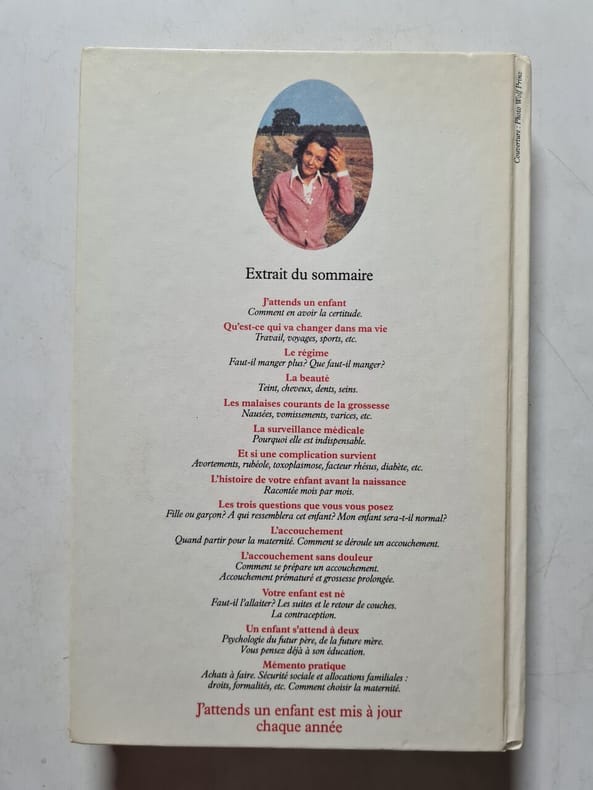 Couverture : Photo Wolf Prinz
Extrait du sommaire
J'attends un enfant
Comment en avoir la certitude.
Qu'est-ce qui va changer dans ma vie
Travail, voyages, sports, etc.
Le régime
Faut-il manger plus? Que faut-il manger?
La beauté
Teint, cheveux, dents, seins.
Les malaises courants de la grossesse
Nausées, vomissements, varices, etc.
La surveillance médicale
Pourquoi elle est indispensable.
Et si une complication survient
Avortements, rubéole, toxoplasmose, facteur rhésus, diabète, etc.
L'histoire de votre enfant avant la naissance
Racontée mois par mois.
Les trois questions que vous vous posez
Fille ou garçon? A qui ressemblera cet enfant? Mon enfant sera-t-il normal?
L'accouchement
Quand partir pour la maternité. Comment se déroule un accouchement.
L'accouchement sans douleur
Comment se prépare un accouchement.
Accouchement prématuré et grossesse prolongée.
Votre enfant est né
Faut-il l'allaiter? Les suites et le retour de couches.
La contraception.
Un enfant s'attend à deux
Psychologie du futur père, de la future mère.
Vous pensez déjà à son éducation.
Mémento pratique
Achats à faire. Sécurité sociale et allocations familiales :
droits, formalités, etc. Comment choisir la maternité.
J'attends un enfant est mis à jour
chaque année